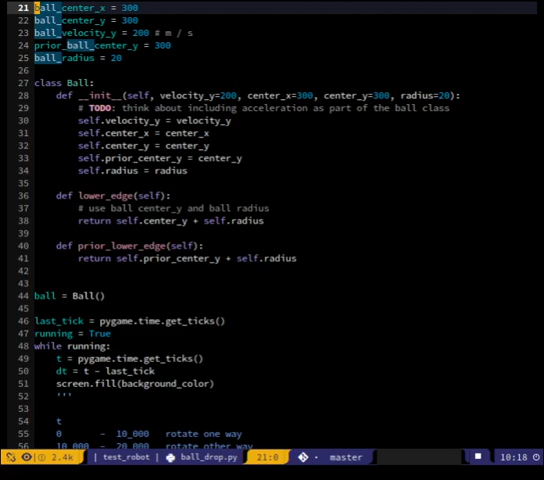 21 ball_center_x = 300
22 ball_center_y = 300
23 ball_velocity_y = 200 # m / s
24 prior_ball_center_y = 300
25 ball_radius = 20
26
27 class Ball:
28     def __init__(self, velocity_y=200, center_x=300, center_y=300, radius=20):
29         # TODO: think about including acceleration as part of the ball class
30         self.velocity_y = velocity_y
31         self.center_x = center_x
32         self.center_y = center_y
33         self.prior_center_y = center_y
34         self.radius = radius
35
36     def lower_edge(self):
37         # use ball center_y and ball radius
38         return self.center_y + self.radius
39
40     def prior_lower_edge(self):
41         return self.prior_center_y + self.radius
42
43
44 ball = Ball()
45
46 last_tick = pygame.time.get_ticks()
47 running = True
48 while running:
49     t = pygame.time.get_ticks()
50     dt = t - last_tick
51     screen.fill(background_color)
52     '''
53
54     t
55     0       -  10_000   rotate one way
56     10_000  -  20_000   rotate other way
2.4k | test_robot | ball_drop.py 21:0 master 10:18